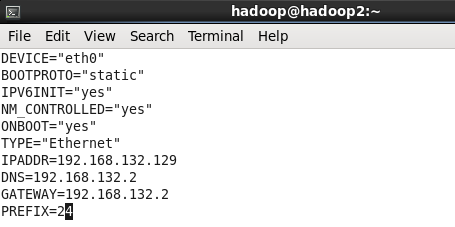 hadoop@hadoop2:~
File Edit View Search Terminal Help
DEVICE="eth0"
BOOTPROTO="static"
IPV6INIT="yes"
NM_CONTROLLED="yes"
ONBOOT="yes"
TYPE="Ethernet"
IPADDR=192.168.132.129
DNS=192.168.132.2
GATEWAY=192.168.132.2
PREFIX=24